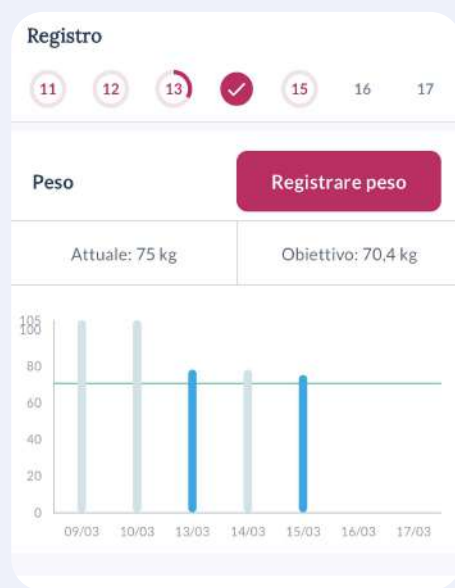 Registro
11 12 13 15 16 17
Peso Registrare peso
Attuale: 75 kg Obiettivo: 70,4 kg
105
100
80
60
40
20
0
09/03 10/03 13/03 14/03 15/03 16/03 17/03